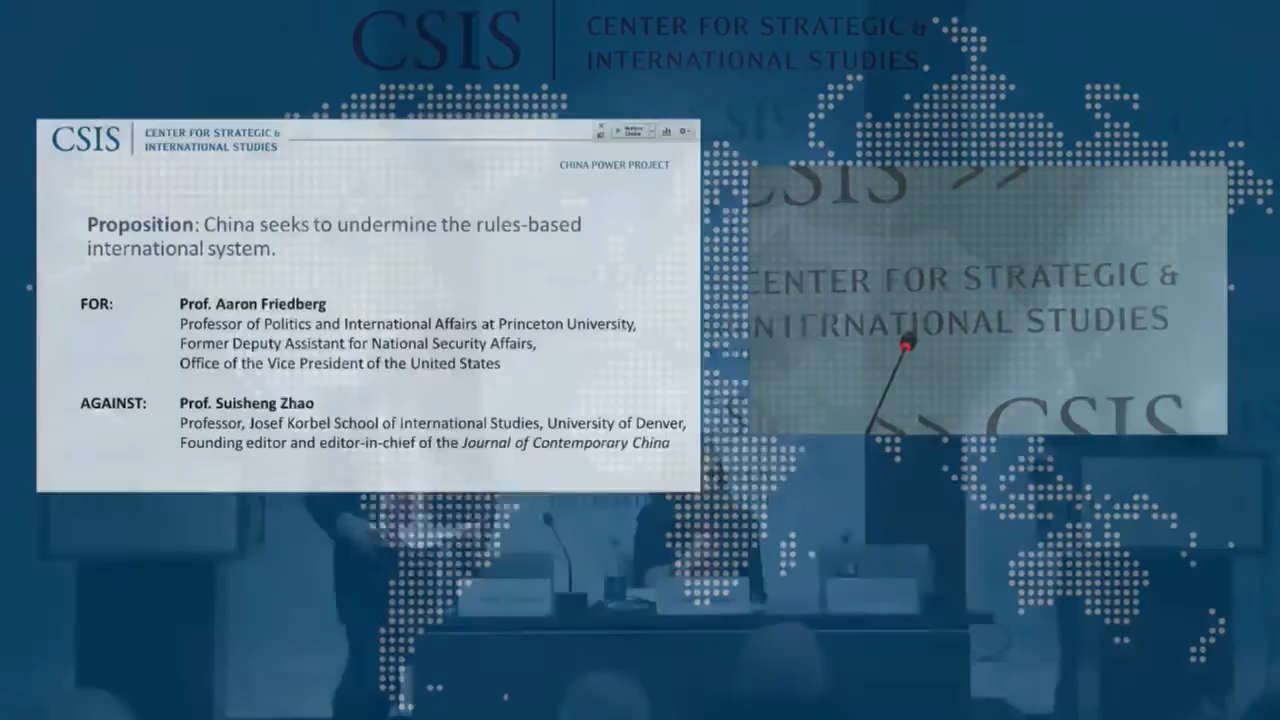 CSIS
CENTER FOR STRATEGIC &
INTERNATIONAL STUDIES
CSIS
CENTER FOR STRATEGIC &
INTERNATIONAL STUDIES
CHINA POWER PROJECT
Proposition: China seeks to undermine the rules-based
international system.
FOR:
Prof. Aaron Friedberg
Professor of Politics and International Affairs at Princeton University,
Former Deputy Assistant for National Security Affairs,
Office of the Vice President of the United States
AGAINST:
Prof. Suisheng Zhao
Professor, Josef Korbel School of International Studies, University of Denver,
Founding editor and editor-in-chief of the Journal of Contemporary China
CSIS
CENTER FOR STRATEGIC &
INTERNATIONAL STUDIES
CSIS